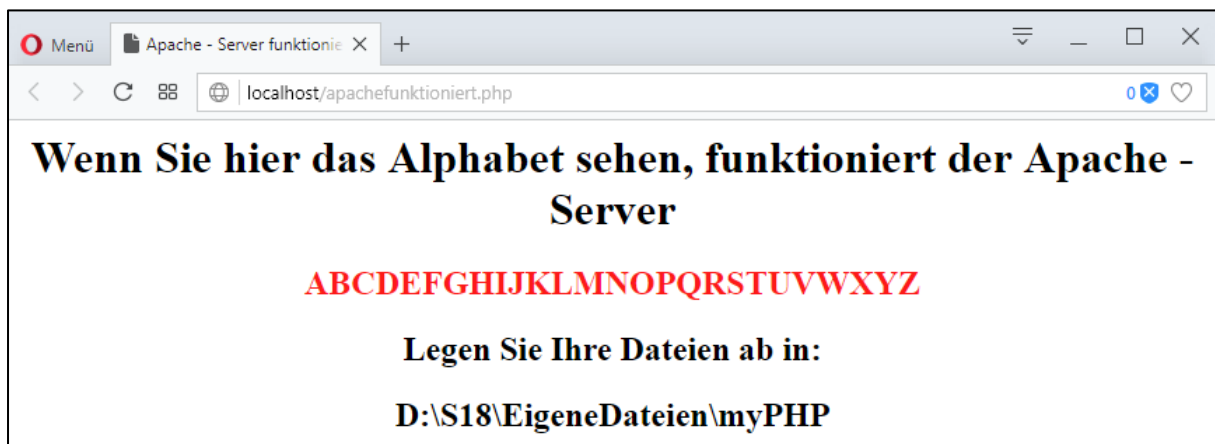 Menü Apache - Server funktionie
localhost/apachefunktioniert.php 0
Wenn Sie hier das Alphabet sehen, funktioniert der Apache -
Server
ABCDEFGHIJKLMNOPQRSTUVWXYZ
Legen Sie Ihre Dateien ab in:
D:\S18\EigeneDateien\myPHP